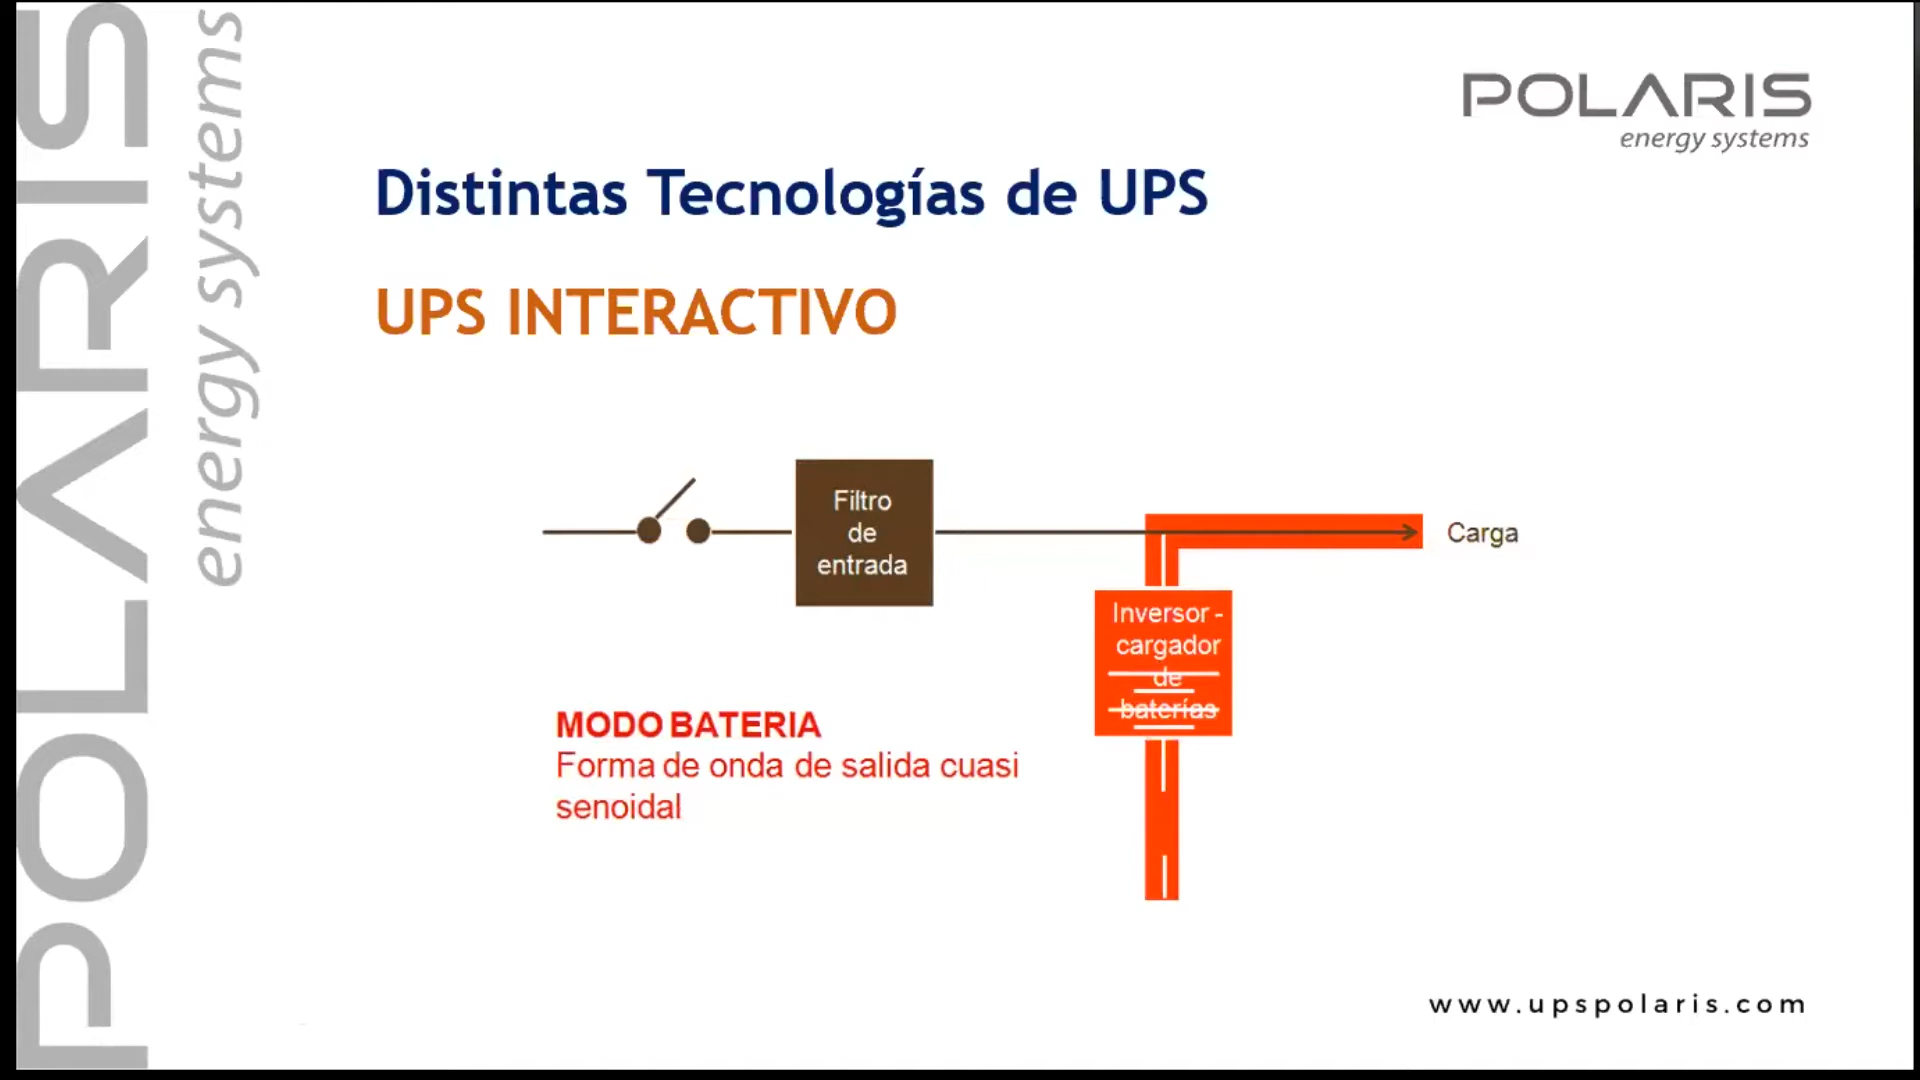 POLARIS
energy systems
POLARIS
energy systems
Distintas Tecnologías de UPS
UPS INTERACTIVO
Filtro
de
entrada
Carga
Inversor -
cargador
de
baterías
MODO BATERIA
Forma de onda de salida cuasi
senoidal
www.upspolaris.com